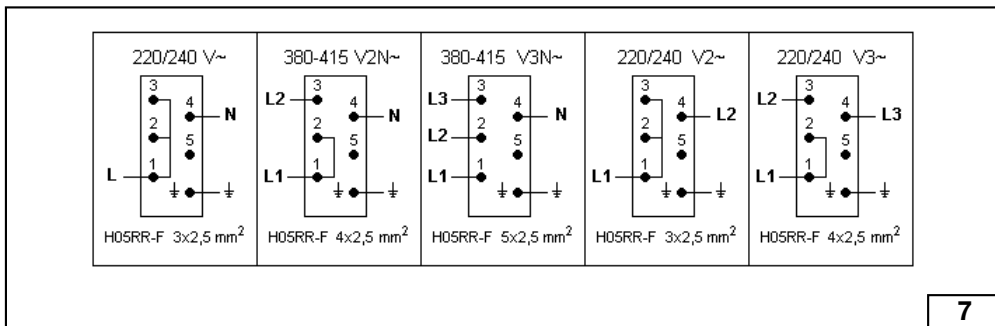 220/240 V~
3
4
N
2
5
L
1
H05RR-F 3x2,5 mm²
380-415 V2N~
L2
3
4
N
2
5
L1
1
H05RR-F 4x2,5 mm²
380-415 V3N~
L3
3
4
N
L2
2
5
L1
1
H05RR-F 5x2,5 mm²
220/240 V2~
3
4
L2
2
5
L1
1
H05RR-F 3x2,5 mm²
220/240 V3~
L2
3
4
L3
2
5
L1
1
H05RR-F 4x2,5 mm²
7